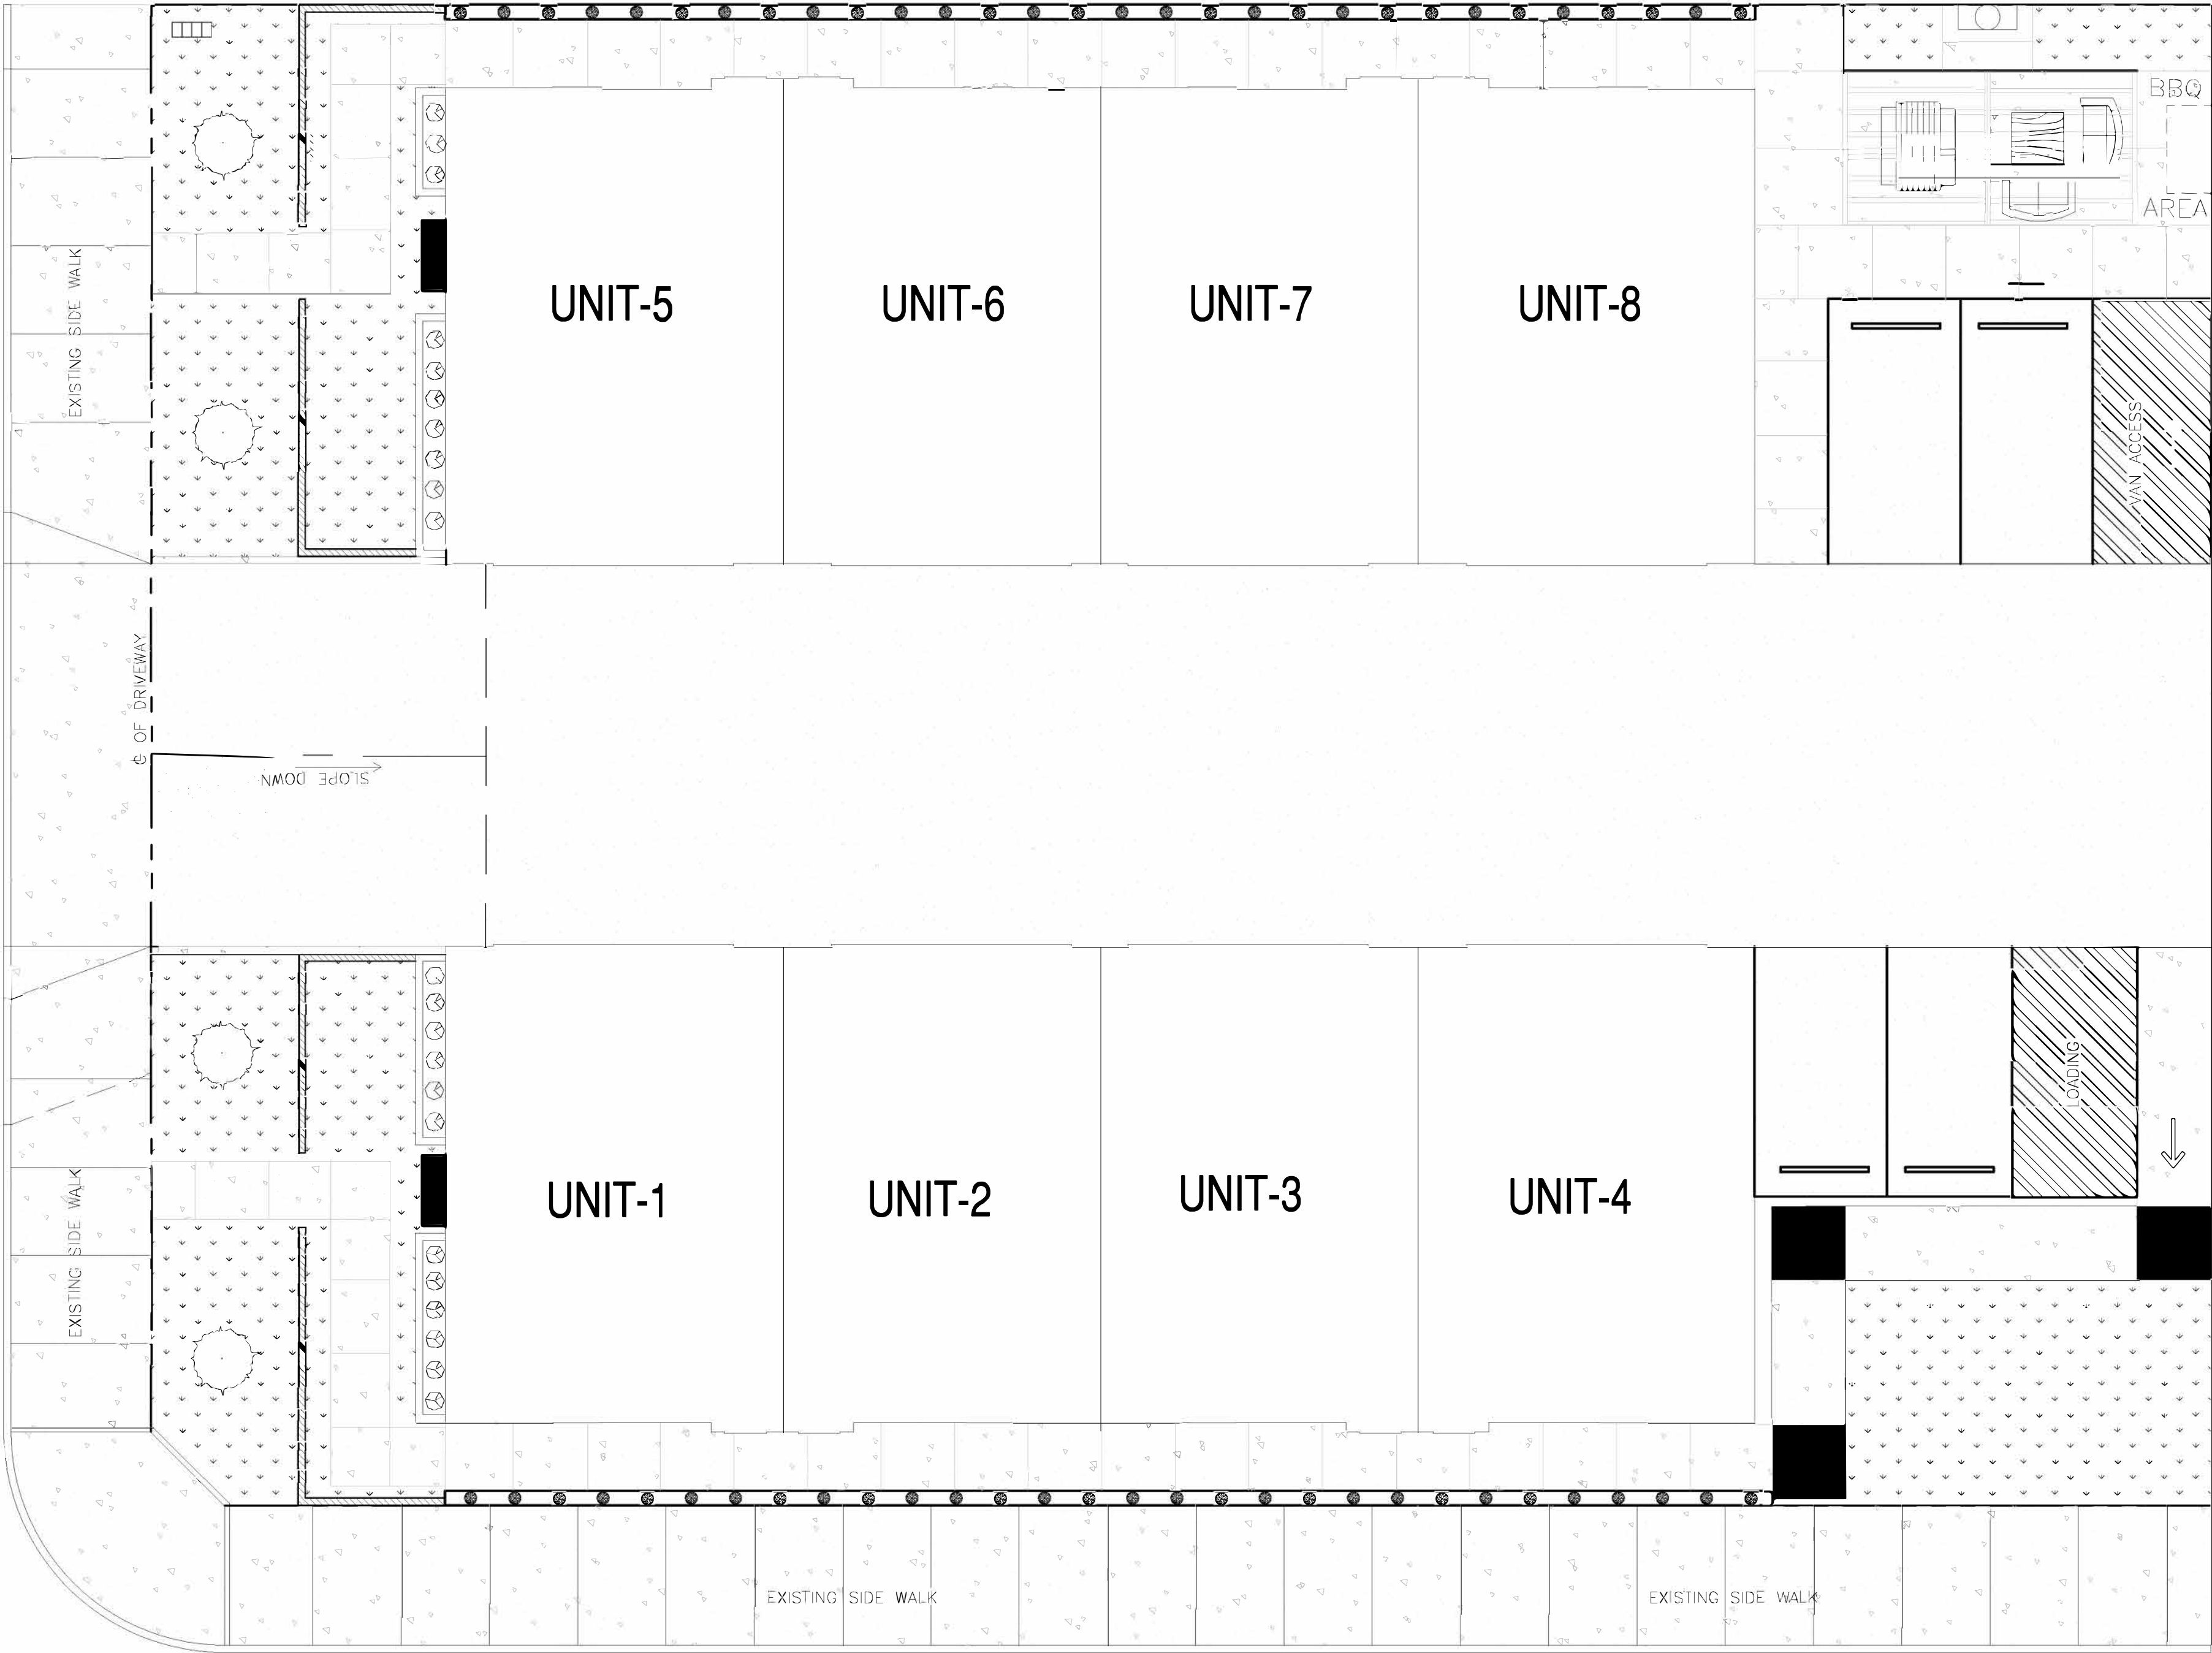 BBQ
AREA
UNIT-5
UNIT-6
UNIT-7
UNIT-8
EXISTING SIDE WALK
VAN ACCESS
℄ OF DRIVEWAY
SLOPE DOWN
LOADING
UNIT-1
UNIT-2
UNIT-3
UNIT-4
EXISTING SIDE WALK
EXISTING SIDE WALK
EXISTING SIDE WALK